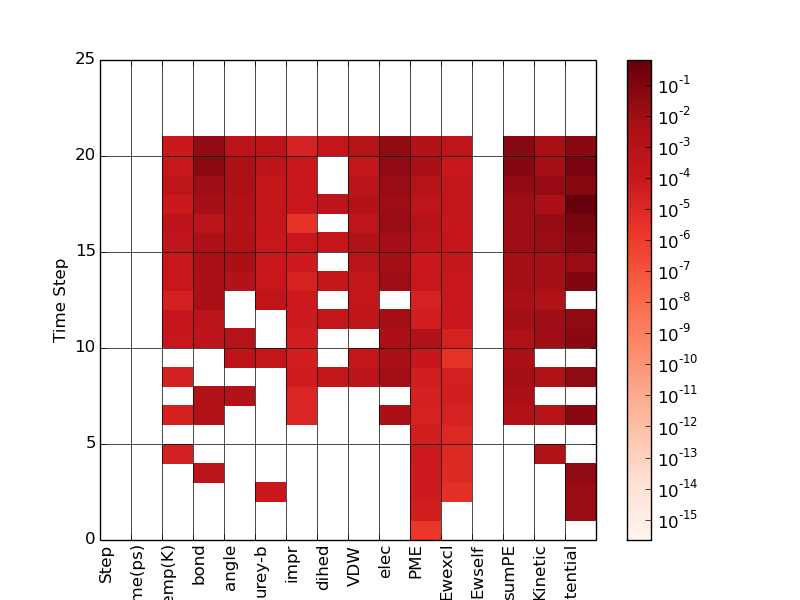 25
20
15
10
5
0
Time Step
Step
me(ps)
emp(K)
bond
angle
urey-b
impr
dihed
VDW
elec
PME
Ewexcl
Ewself
sumPE
Kinetic
tential
10^-1
10^-2
10^-3
10^-4
10^-5
10^-6
10^-7
10^-8
10^-9
10^-10
10^-11
10^-12
10^-13
10^-14
10^-15